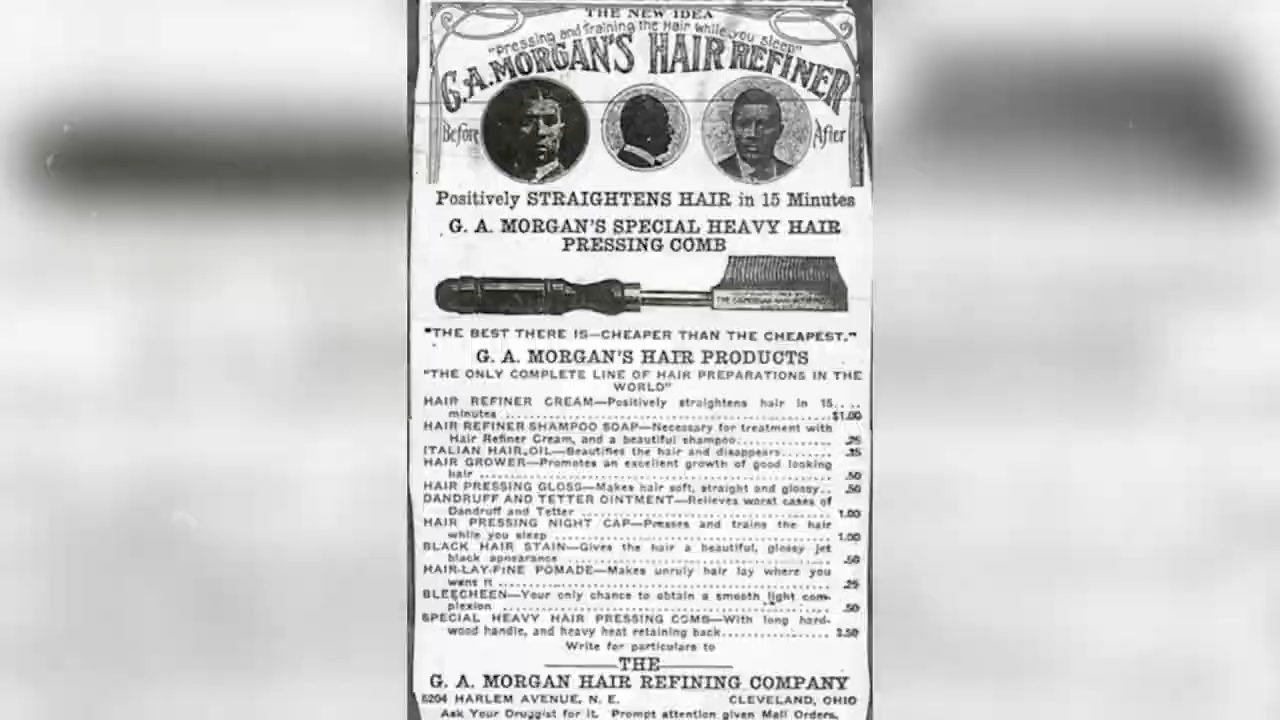 THE NEW IDEA
"Pressing and Training the Hair while you sleep"
G.A. MORGAN'S HAIR REFINER
Before
After
Positively STRAIGHTENS HAIR in 15 Minutes
G. A. MORGAN'S SPECIAL HEAVY HAIR
PRESSING COMB
"THE BEST THERE IS—CHEAPER THAN THE CHEAPEST."
G. A. MORGAN'S HAIR PRODUCTS
"THE ONLY COMPLETE LINE OF HAIR PREPARATIONS IN THE
WORLD"
HAIR REFINER CREAM—Positively straightens hair in 15....
minutes ........ $1.00
HAIR REFINER SHAMPOO SOAP—Necessary for treatment with
Hair Refiner Cream, and a beautiful shampoo........ .25
ITALIAN HAIR OIL—Beautifies the hair and disappears........
HAIR GROWER—Promotes an excellent growth of good looking
hair ........ .50
HAIR PRESSING GLOSS—Makes hair soft, straight and glossy.. .50
DANDRUFF AND TETTER OINTMENT—Relieves worst cases of
Dandruff and Tetter ........ 1.00
HAIR PRESSING NIGHT CAP—Presses and trains the hair
while you sleep ........ 1.00
BLACK HAIR STAIN—Gives the hair a beautiful, glossy jet
black appearance ........ .50
HAIR-LAY-FINE POMADE—Makes unruly hair lay where you
want it ........ .25
BLEECHEEN—Your only chance to obtain a smooth light com-
plexion ........ .50
SPECIAL HEAVY HAIR PRESSING COMB—With long hard-
wood handle, and heavy heat retaining back........ 3.50
Write for particulars to
THE
G. A. MORGAN HAIR REFINING COMPANY
5204 HARLEM AVENUE, N. E. CLEVELAND, OHIO
Ask Your Druggist for it. Prompt attention given Mail Orders.